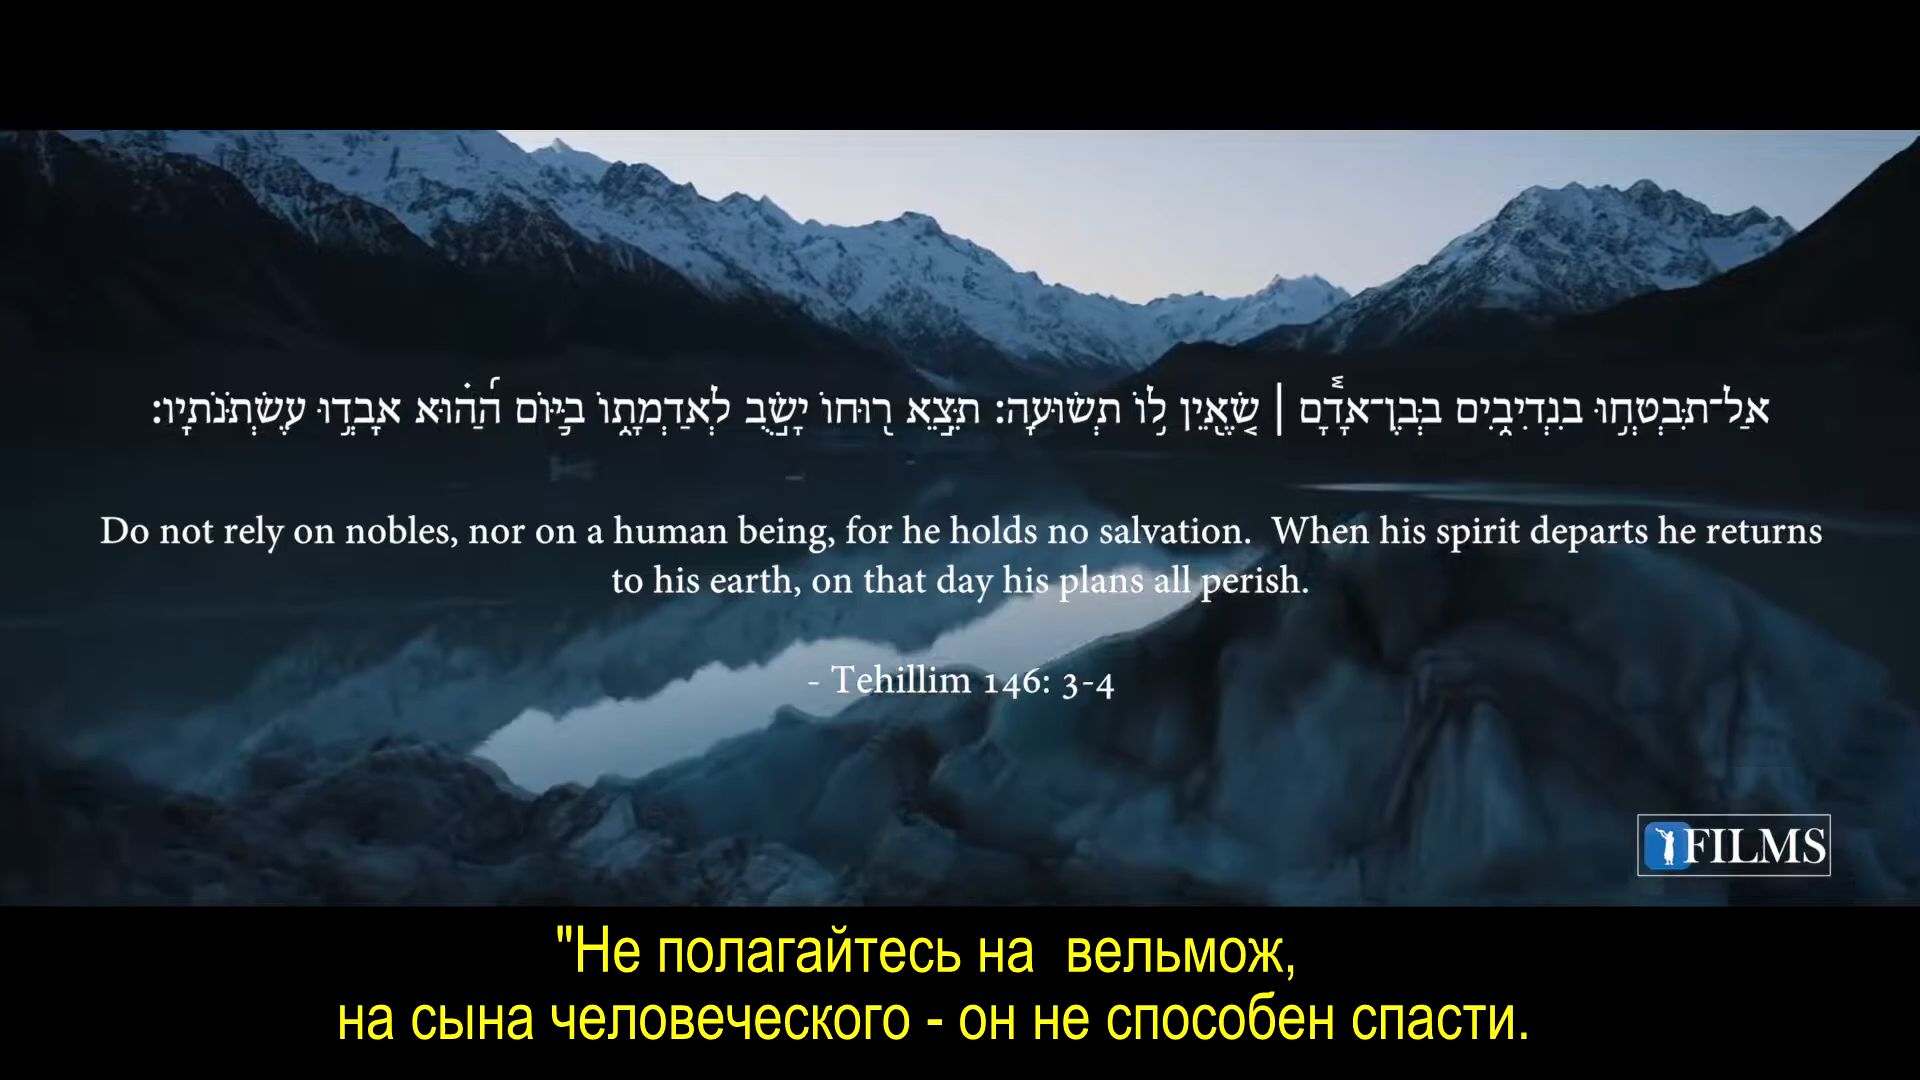 אַל־תִּבְטְח֥וּ בִנְדִיבִ֑ים בְּבֶן־אָדָ֓ם | שֶׁ֤אֵ֖ין ל֥וֹ תְשׁוּעָֽה׃ תֵּצֵ֣א ר֭וּחוֹ יָשֻׁ֣ב לְאַדְמָת֑וֹ בַּיּ֥וֹם הַ֝ה֗וּא אָבְד֥וּ עֶשְׁתֹּנֹתָֽיו׃
Do not rely on nobles, nor on a human being, for he holds no salvation. When his spirit departs he returns
to his earth, on that day his plans all perish.
- Tehillim 146: 3-4
FILMS
"Не полагайтесь на вельмож,
на сына человеческого - он не способен спасти.